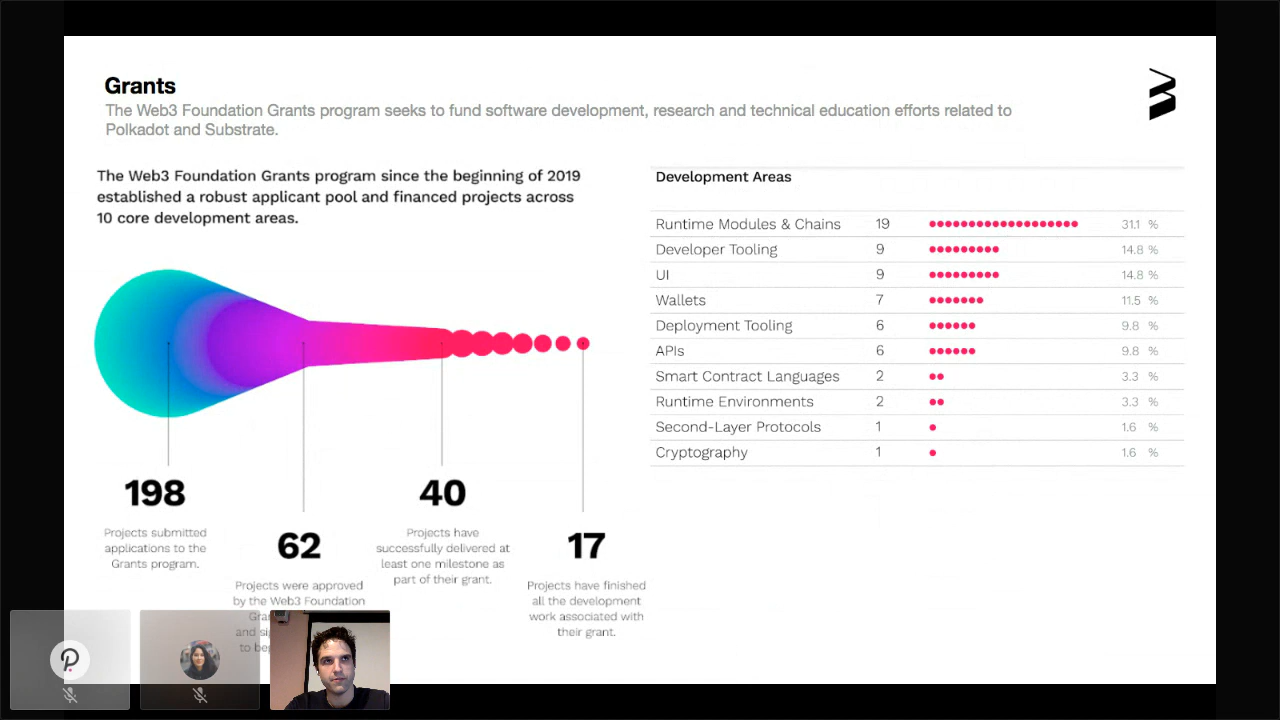 Grants
The Web3 Foundation Grants program seeks to fund software development, research and technical education efforts related to
Polkadot and Substrate.
The Web3 Foundation Grants program since the beginning of 2019
established a robust applicant pool and financed projects across
10 core development areas.
198
Projects submitted
applications to the
Grants program.
62
Projects were approved
by the Web3 Foundation
40
Projects have
successfully delivered at
least one milestone as
part of their grant.
17
Projects have finished
all the development
work associated with
their grant.
Development Areas
Runtime Modules & Chains 19 31.1 %
Developer Tooling 9 14.8 %
UI 9 14.8 %
Wallets 7 11.5 %
Deployment Tooling 6 9.8 %
APIs 6 9.8 %
Smart Contract Languages 2 3.3 %
Runtime Environments 2 3.3 %
Second-Layer Protocols 1 1.6 %
Cryptography 1 1.6 %